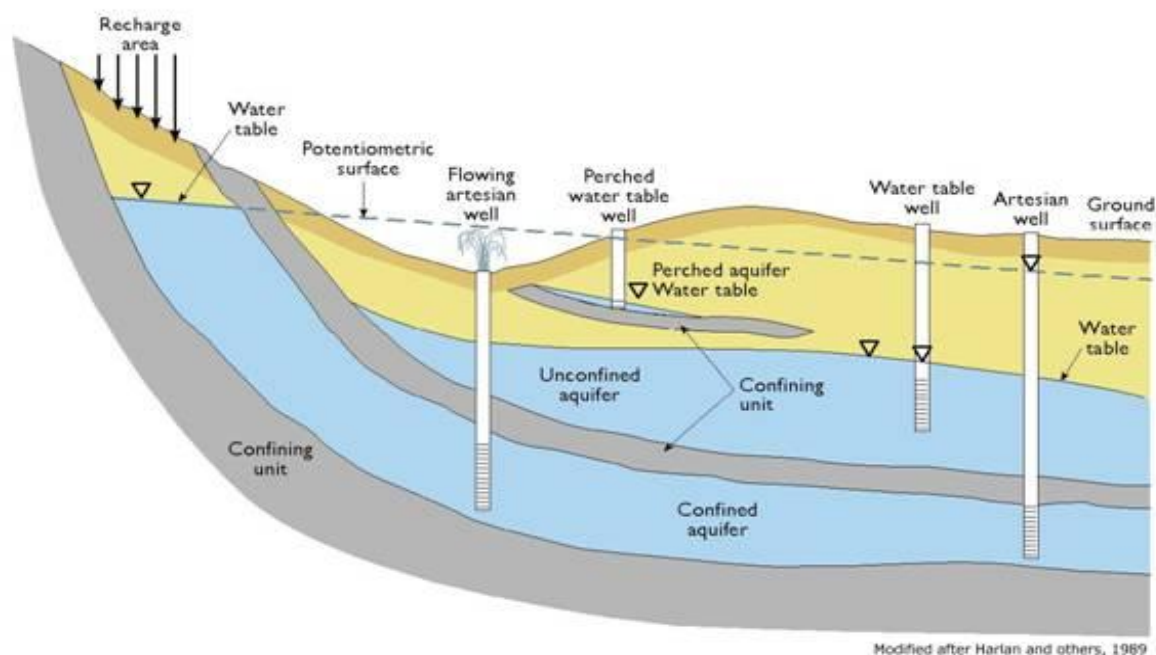 Recharge
area
Water
table
Potentiometric
surface
Flowing
artesian
well
Perched
water table
well
Water table
well
Artesian
well
Ground
surface
Perched aquifer
Water table
Water
table
Unconfined
aquifer
Confining
unit
Confining
unit
Confined
aquifer
Modified after Harlan and others, 1989